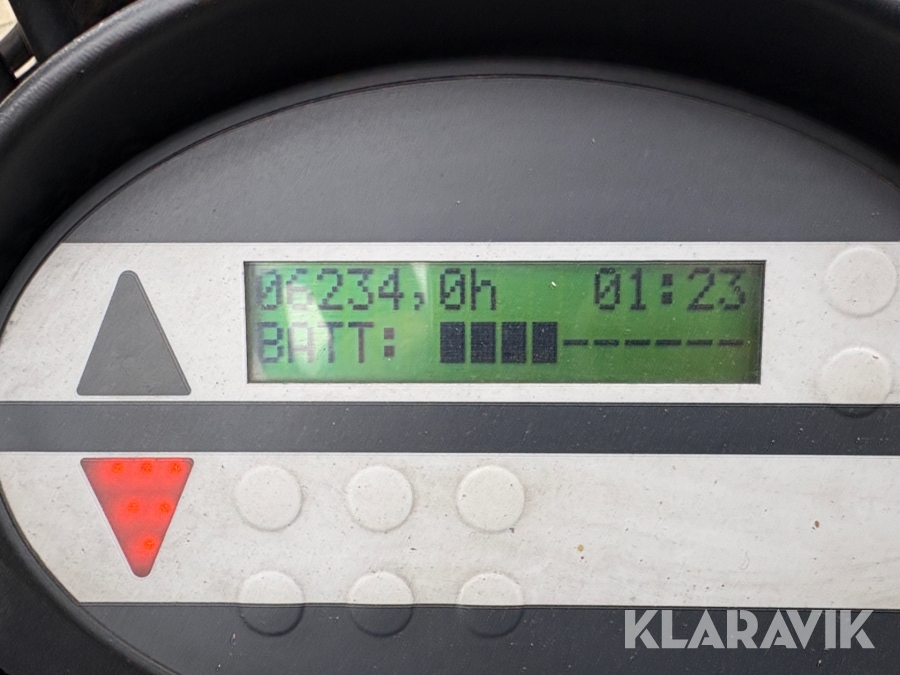 06234,0h 01:23
BATT: ████------
KLARAVIK